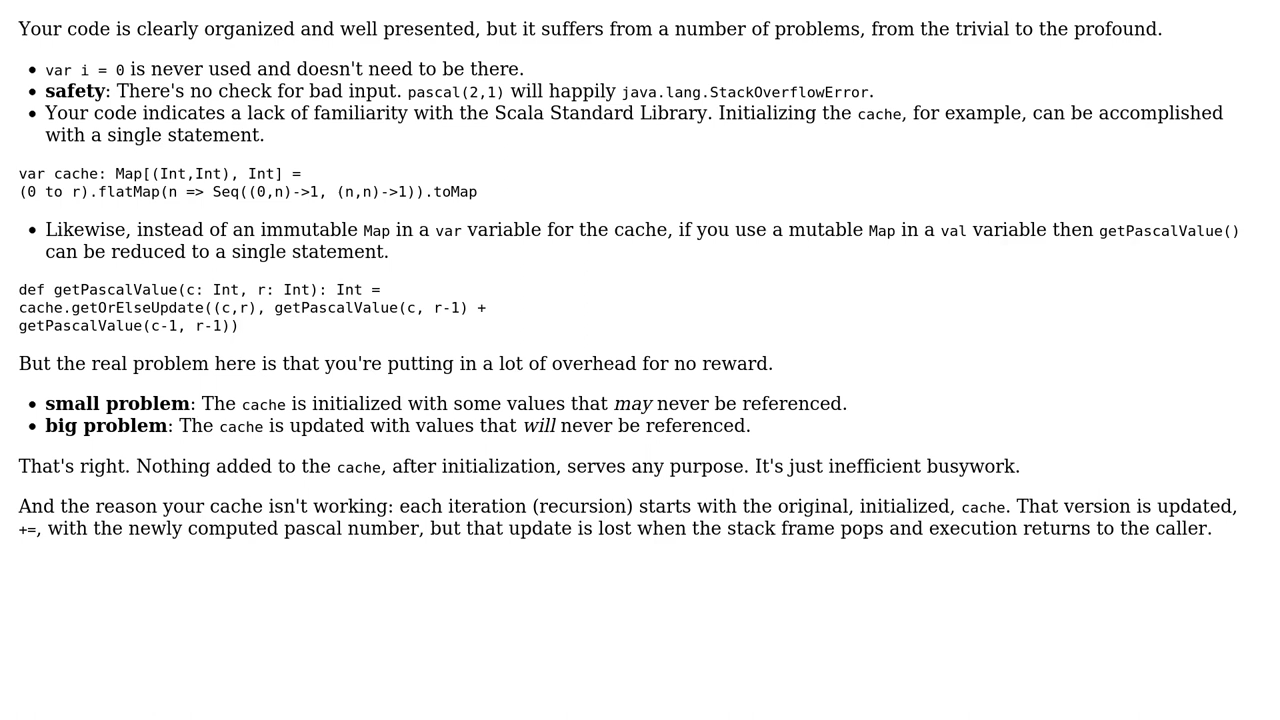 Your code is clearly organized and well presented, but it suffers from a number of problems, from the trivial to the profound.
• var i = 0 is never used and doesn't need to be there.
• safety: There's no check for bad input. pascal(2,1) will happily java.lang.StackOverflowError.
• Your code indicates a lack of familiarity with the Scala Standard Library. Initializing the cache, for example, can be accomplished
with a single statement.
var cache: Map[(Int,Int), Int] =
(0 to r).flatMap(n => Seq((0,n)->1, (n,n)->1)).toMap
• Likewise, instead of an immutable Map in a var variable for the cache, if you use a mutable Map in a val variable then getPascalValue()
can be reduced to a single statement.
def getPascalValue(c: Int, r: Int): Int =
cache.getOrElseUpdate((c,r), getPascalValue(c, r-1) +
getPascalValue(c-1, r-1))
But the real problem here is that you're putting in a lot of overhead for no reward.
• small problem: The cache is initialized with some values that may never be referenced.
• big problem: The cache is updated with values that will never be referenced.
That's right. Nothing added to the cache, after initialization, serves any purpose. It's just inefficient busywork.
And the reason your cache isn't working: each iteration (recursion) starts with the original, initialized, cache. That version is updated,
+=, with the newly computed pascal number, but that update is lost when the stack frame pops and execution returns to the caller.